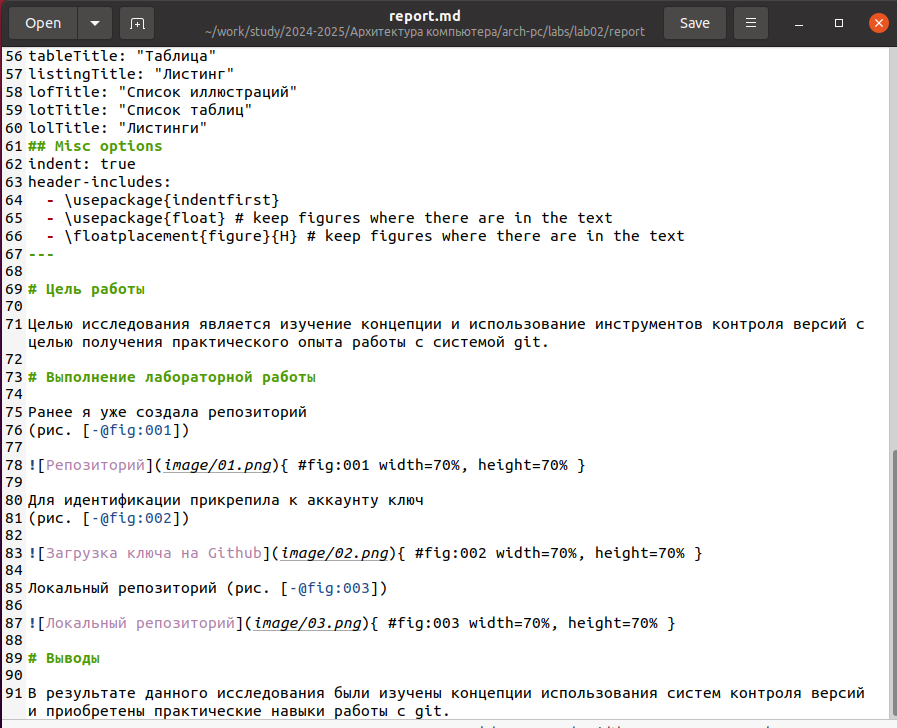 Open
report.md
~/work/study/2024-2025/Архитектура компьютера/arch-pc/labs/lab02/report
Save
56 tableTitle: "Таблица"
57 listingTitle: "Листинг"
58 lofTitle: "Список иллюстраций"
59 lotTitle: "Список таблиц"
60 lolTitle: "Листинги"
61 ## Misc options
62 indent: true
63 header-includes:
64   - \usepackage{indentfirst}
65   - \usepackage{float} # keep figures where there are in the text
66   - \floatplacement{figure}{H} # keep figures where there are in the text
67 ---
68
69 # Цель работы
70
71 Целью исследования является изучение концепции и использование инструментов контроля версий с
целью получения практического опыта работы с системой git.
72
73 # Выполнение лабораторной работы
74
75 Ранее я уже создала репозиторий
76 (рис. [-@fig:001])
77
78 ![Репозиторий](image/01.png){ #fig:001 width=70%, height=70% }
79
80 Для идентификации прикрепила к аккаунту ключ
81 (рис. [-@fig:002])
82
83 ![Загрузка ключа на Github](image/02.png){ #fig:002 width=70%, height=70% }
84
85 Локальный репозиторий (рис. [-@fig:003])
86
87 ![Локальный репозиторий](image/03.png){ #fig:003 width=70%, height=70% }
88
89 # Выводы
90
91 В результате данного исследования были изучены концепции использования систем контроля версий
и приобретены практические навыки работы с git.